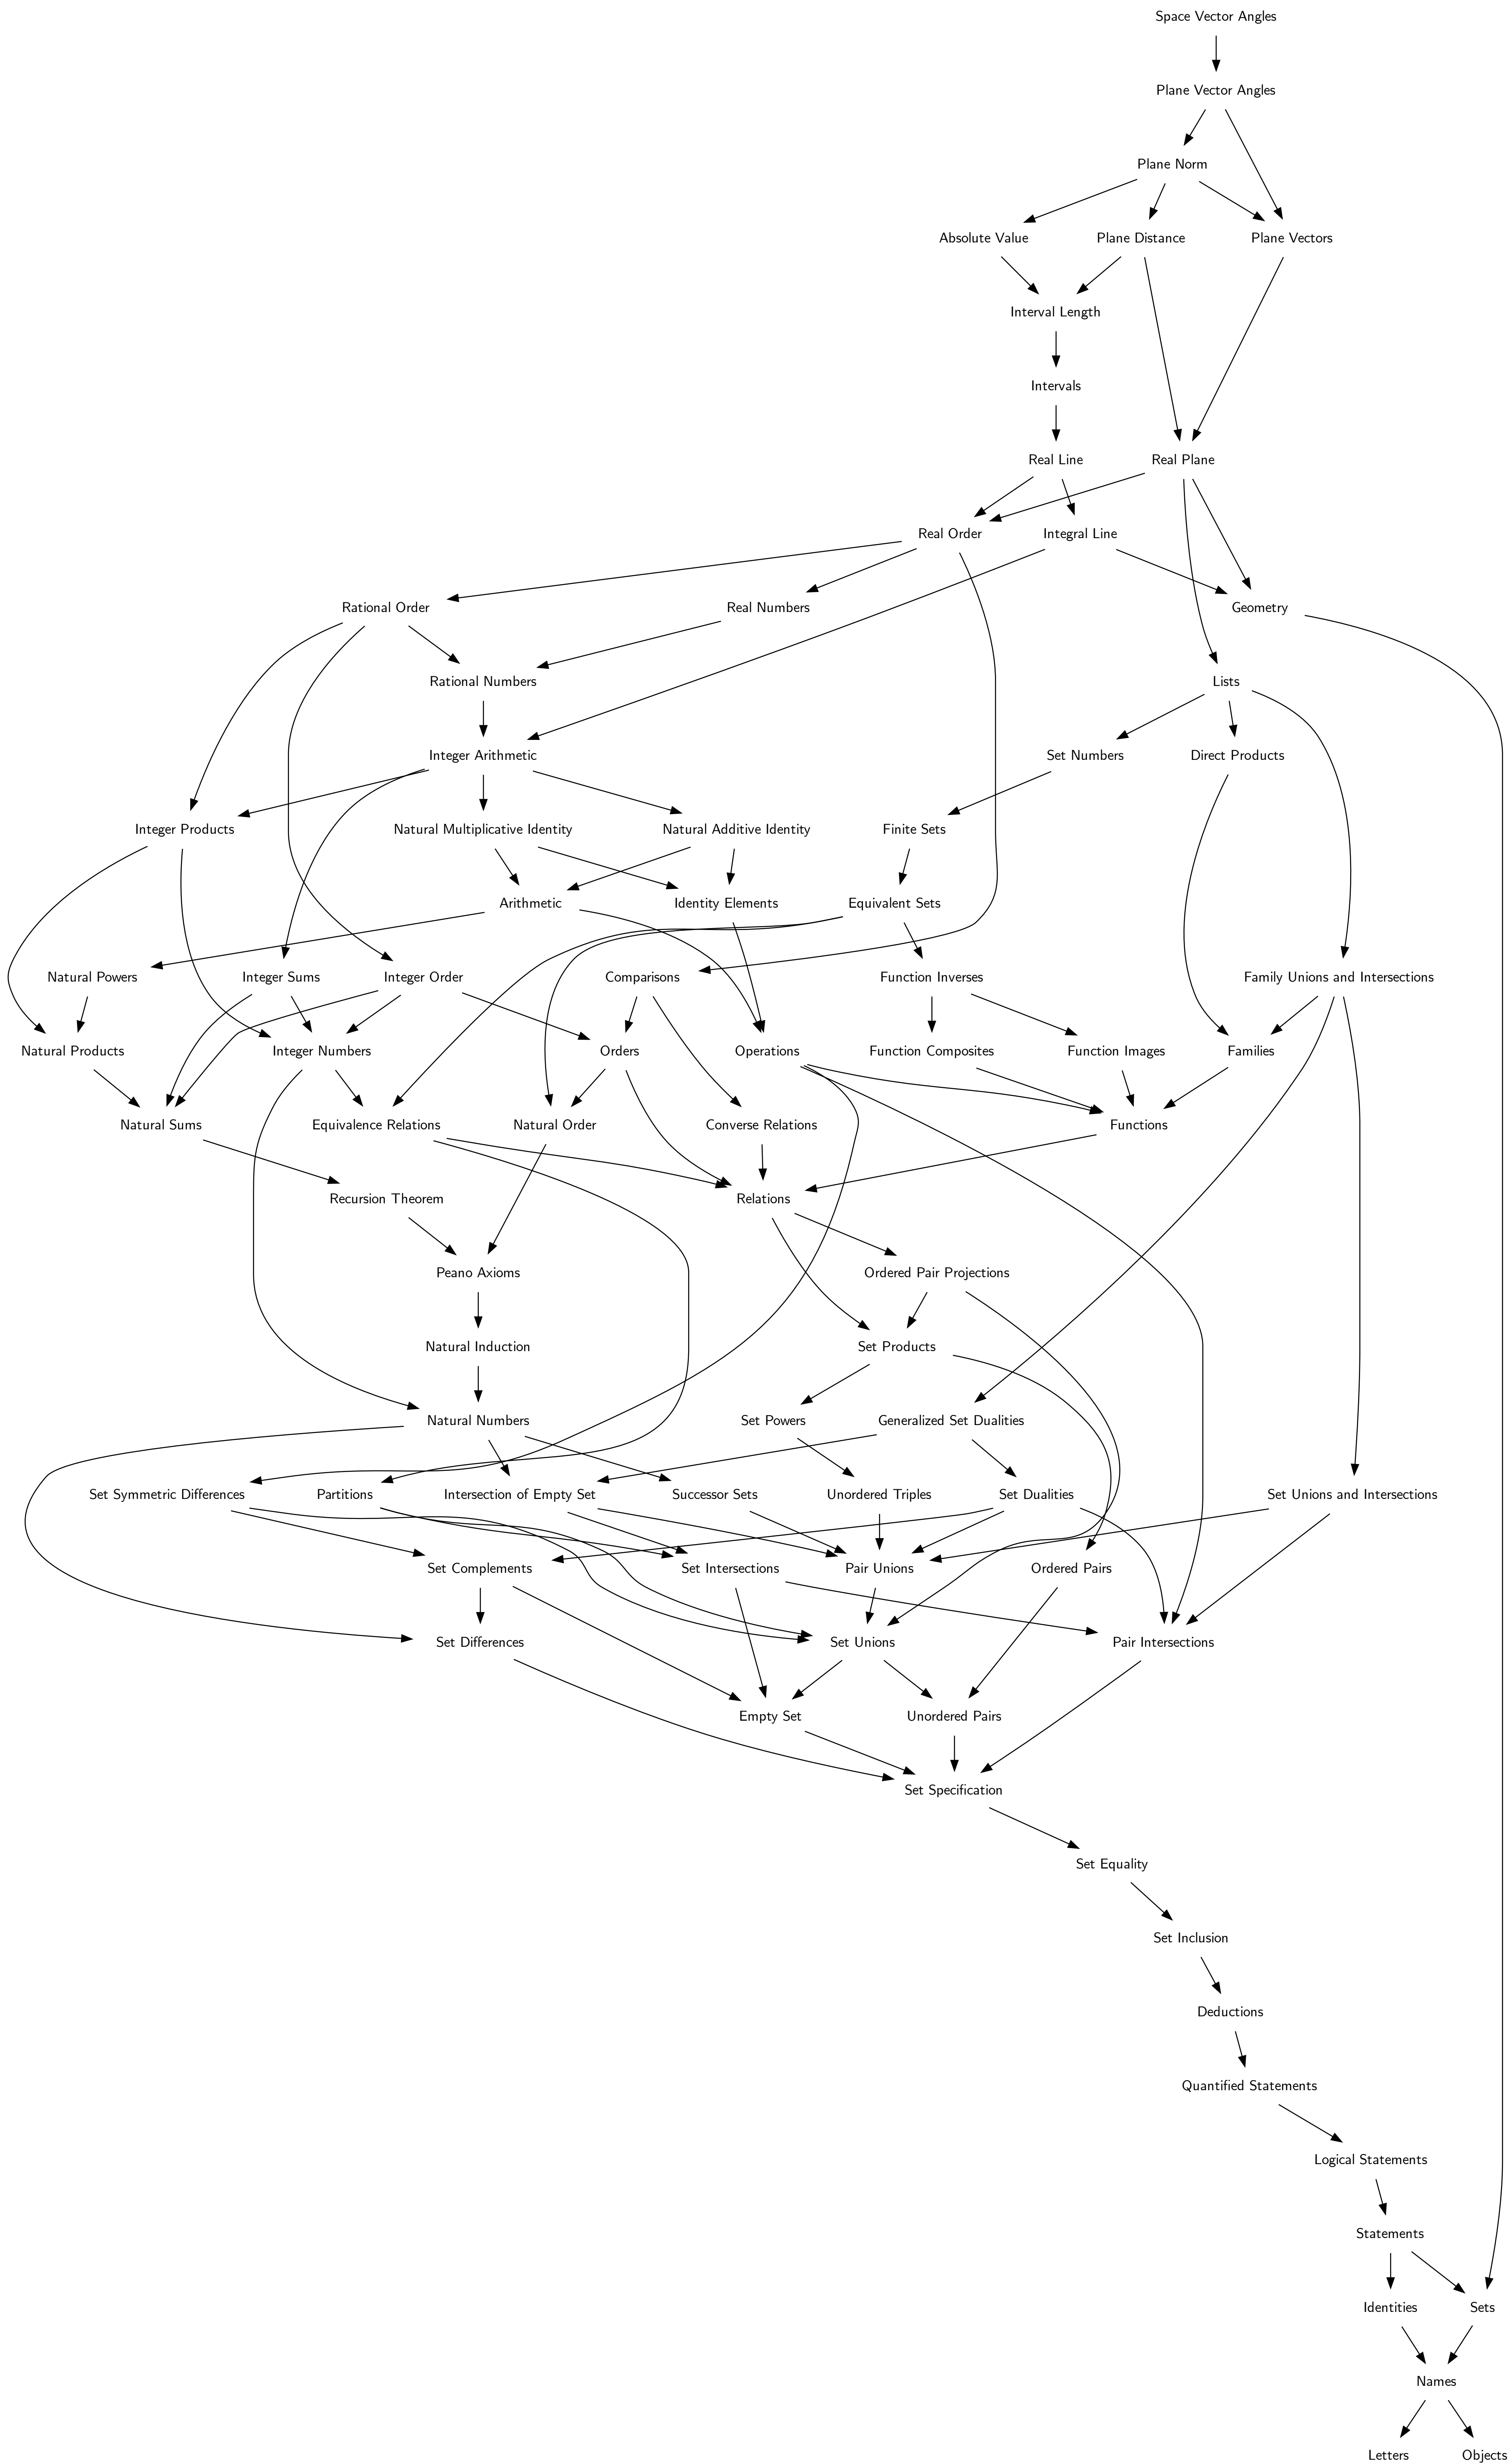 Space Vector Angles
Plane Vector Angles
Plane Norm
Absolute Value
Plane Distance
Plane Vectors
Interval Length
Intervals
Real Line
Real Plane
Real Order
Integral Line
Rational Order
Real Numbers
Geometry
Rational Numbers
Lists
Integer Arithmetic
Set Numbers
Direct Products
Integer Products
Natural Multiplicative Identity
Natural Additive Identity
Finite Sets
Arithmetic
Identity Elements
Equivalent Sets
Natural Powers
Integer Sums
Integer Order
Comparisons
Function Inverses
Family Unions and Intersections
Natural Products
Integer Numbers
Orders
Operations
Function Composites
Function Images
Families
Natural Sums
Equivalence Relations
Natural Order
Converse Relations
Functions
Recursion Theorem
Relations
Peano Axioms
Ordered Pair Projections
Natural Induction
Set Products
Natural Numbers
Set Powers
Generalized Set Dualities
Set Symmetric Differences
Partitions
Intersection of Empty Set
Successor Sets
Unordered Triples
Set Dualities
Set Unions and Intersections
Set Complements
Set Intersections
Pair Unions
Ordered Pairs
Set Differences
Set Unions
Pair Intersections
Empty Set
Unordered Pairs
Set Specification
Set Equality
Set Inclusion
Deductions
Quantified Statements
Logical Statements
Statements
Identities
Sets
Names
Letters
Objects